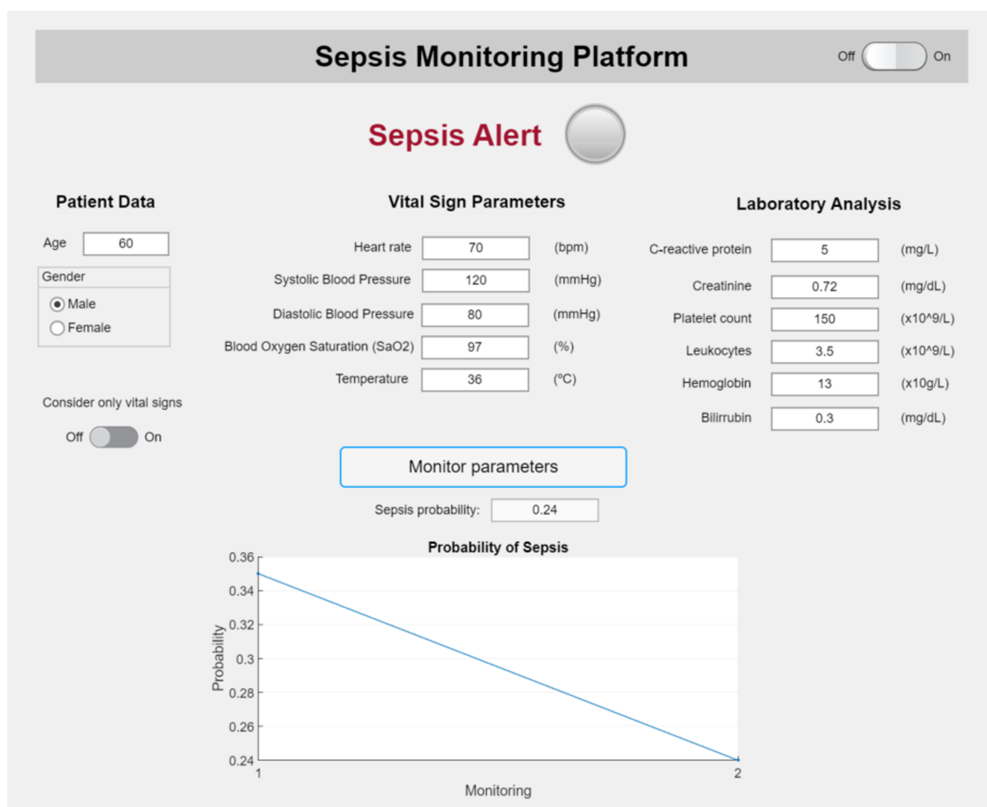 Sepsis Monitoring Platform
Off On
Sepsis Alert
Patient Data
Age 60
Gender
Male
Female
Consider only vital signs
Off On
Vital Sign Parameters
Heart rate 70 (bpm)
Systolic Blood Pressure 120 (mmHg)
Diastolic Blood Pressure 80 (mmHg)
Blood Oxygen Saturation (SaO2) 97 (%)
Temperature 36 (ºC)
Laboratory Analysis
C-reactive protein 5 (mg/L)
Creatinine 0.72 (mg/dL)
Platelet count 150 (x10^9/L)
Leukocytes 3.5 (x10^9/L)
Hemoglobin 13 (x10g/L)
Bilirrubin 0.3 (mg/dL)
Monitor parameters
Sepsis probability: 0.24
Probability of Sepsis
0.36
0.34
0.32
0.3
0.28
0.26
0.24
Probability
1 2
Monitoring